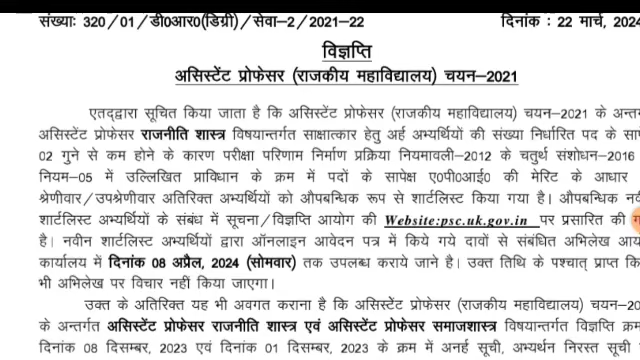 संख्याः 320/01/डी0आर0(डिग्री)/सेवा-2/2021-22 दिनांक : 22 मार्च, 2024
विज्ञप्ति
असिस्टेंट प्रोफेसर (राजकीय महाविद्यालय) चयन-2021
एतद्द्वारा सूचित किया जाता है कि असिस्टेंट प्रोफेसर (राजकीय महाविद्यालय) चयन-2021 के
असिस्टेंट प्रोफेसर राजनीति शास्त्र विषयान्तर्गत साक्षात्कार हेतु अर्ह अभ्यर्थियों की संख्या निर्धारित पद के
02 गुने से कम होने के कारण परीक्षा परिणाम निर्माण प्रक्रिया नियमावली-2012 के चतुर्थ संशोधन-2016
नियम-05 में उल्लिखित प्राविधान के क्रम में पदों के सापेक्ष ए0पी0आई0 की मेरिट के आधार
श्रेणीवार/उपश्रेणीवार अतिरिक्त अभ्यर्थियों को औपबन्धिक रूप से शार्टलिस्ट किया गया है। औपबन्धिक
शार्टलिस्ट अभ्यर्थियों के संबंध में सूचना/विज्ञप्ति आयोग की Website:psc.uk.gov.in पर प्रसारित की
है। नवीन शार्टलिस्ट अभ्यर्थियों द्वारा ऑनलाइन आवेदन पत्र में किये गये दावों से संबंधित अभिलेख
कार्यालय में दिनांक 08 अप्रैल, 2024 (सोमवार) तक उपलब्ध कराये जाने है। उक्त तिथि के पश्चात् प्राप्त
भी अभिलेख पर विचार नहीं किया जाएगा।
उक्त के अतिरिक्त यह भी अवगत कराना है कि असिस्टेंट प्रोफेसर (राजकीय महाविद्यालय)
के अन्तर्गत असिस्टेंट प्रोफेसर राजनीति शास्त्र एवं असिस्टेंट प्रोफेसर समाजशास्त्र विषयान्तर्गत विज्ञप्ति
दिनांक 08 दिसम्बर, 2023 एवं दिनांक 01 दिसम्बर, 2023 के क्रम में अनर्ह सूची, अभ्यर्थन निरस्त सूची